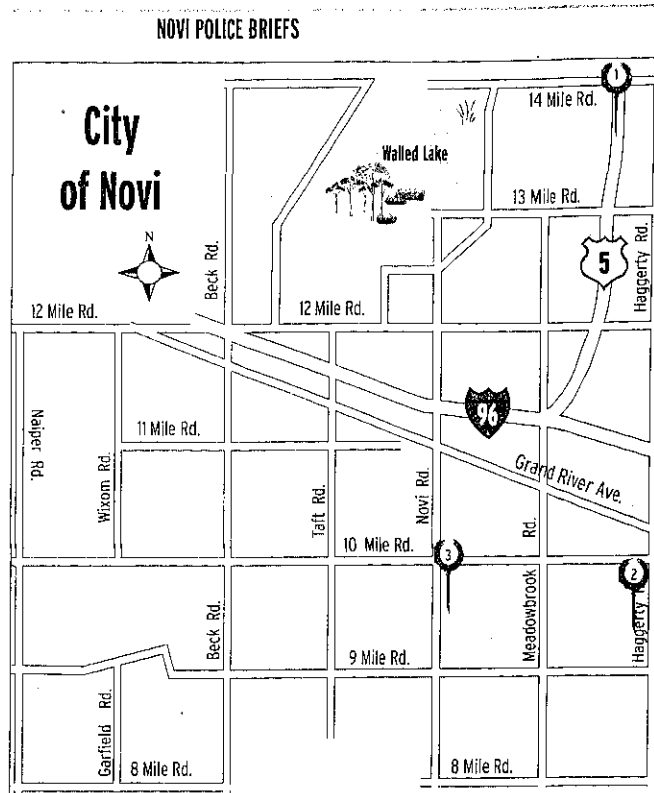 NOVI POLICE BRIEFS
City
of Novi
N
1
14 Mile Rd.
Walled Lake
13 Mile Rd.
Beck Rd.
5
Haggerty Rd.
12 Mile Rd.
12 Mile Rd.
96
Naiper Rd.
11 Mile Rd.
Wixom Rd.
Taft Rd.
Novi Rd.
Grand River Ave.
10 Mile Rd.
3
Meadowbrook Rd.
2
Haggerty
Beck Rd.
9 Mile Rd.
Garfield Rd.
8 Mile Rd.
8 Mile Rd.